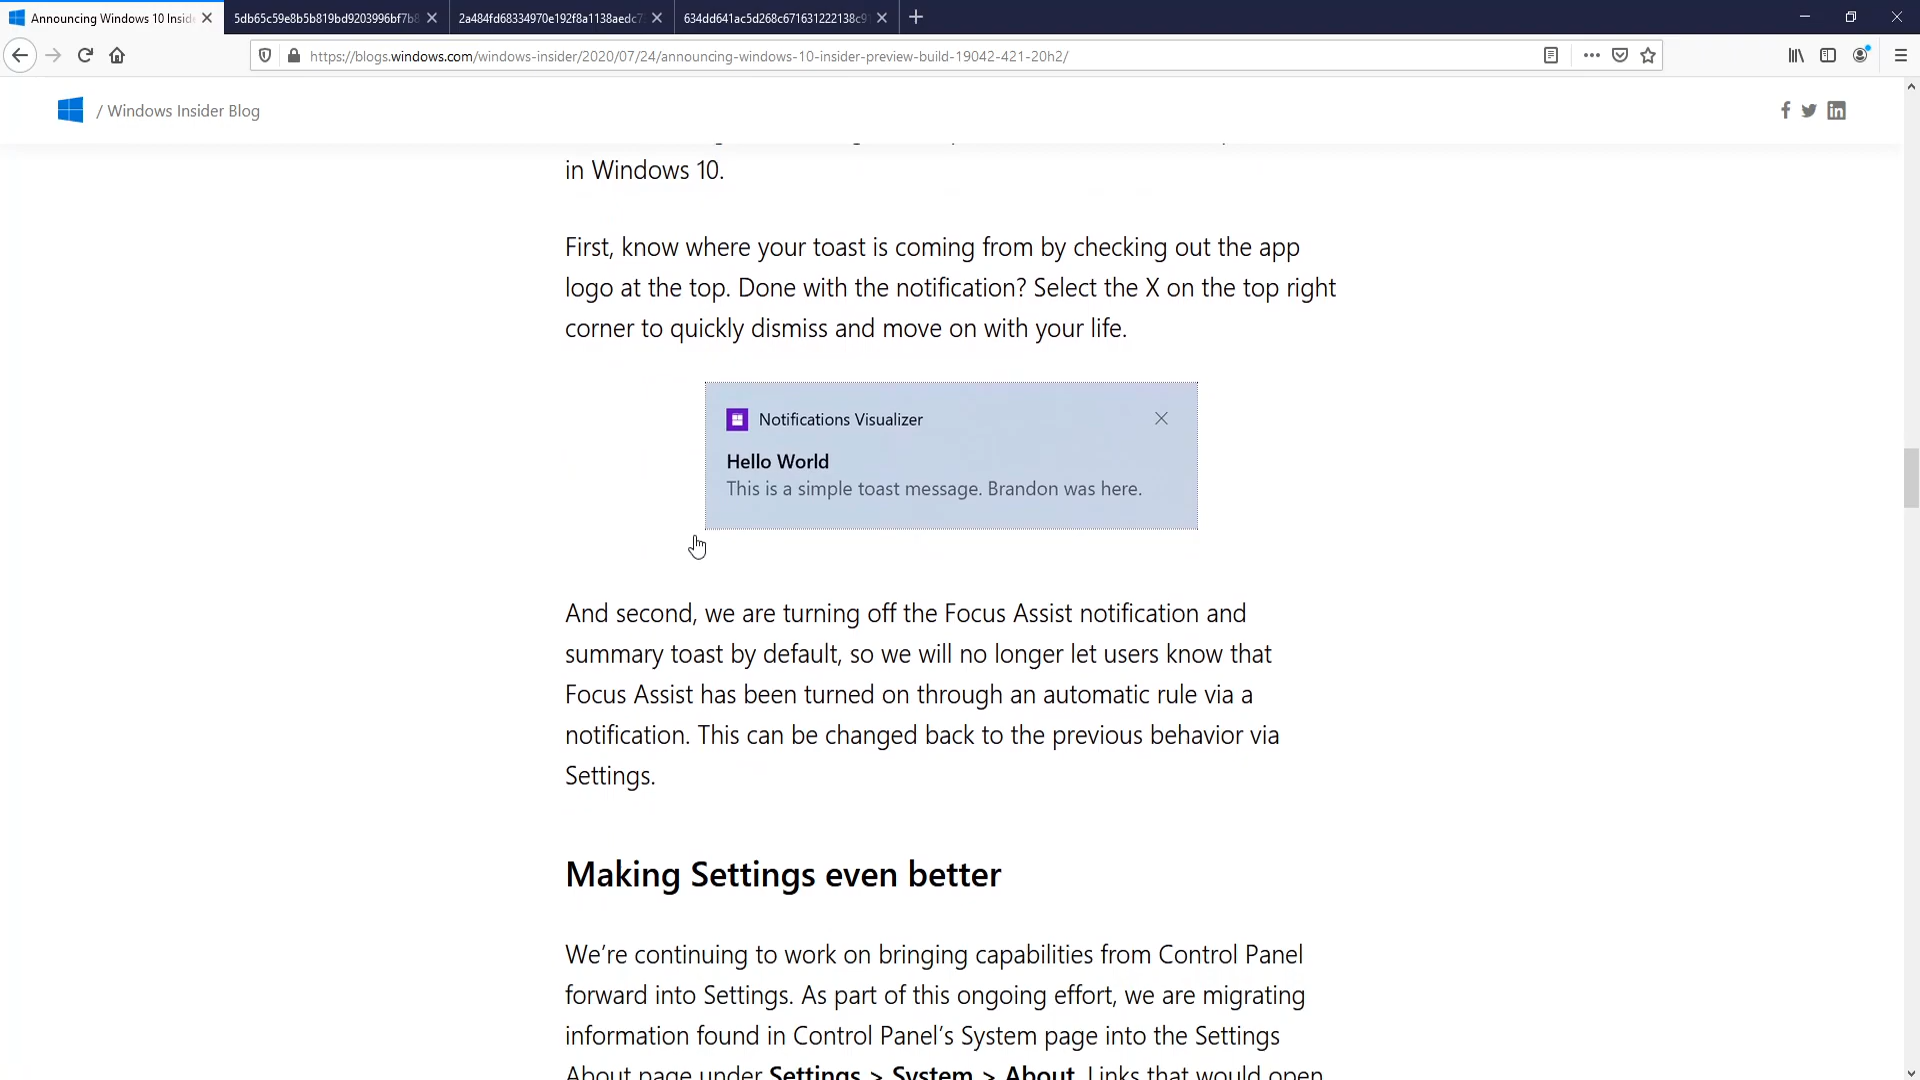 Announcing Windows 10 Insid
5db65c59e8b5b819bd9203996bf7b8
2a484fd68334970e192f8a1138aedc7
634dd641ac5d268c671631222138c9
https://blogs.windows.com/windows-insider/2020/07/24/announcing-windows-10-insider-preview-build-19042-421-20h2/
/ Windows Insider Blog
in Windows 10.
First, know where your toast is coming from by checking out the app
logo at the top. Done with the notification? Select the X on the top right
corner to quickly dismiss and move on with your life.
Notifications Visualizer
Hello World
This is a simple toast message. Brandon was here.
And second, we are turning off the Focus Assist notification and
summary toast by default, so we will no longer let users know that
Focus Assist has been turned on through an automatic rule via a
notification. This can be changed back to the previous behavior via
Settings.
Making Settings even better
We’re continuing to work on bringing capabilities from Control Panel
forward into Settings. As part of this ongoing effort, we are migrating
information found in Control Panel’s System page into the Settings
About page under Settings > System > About. Links that would open